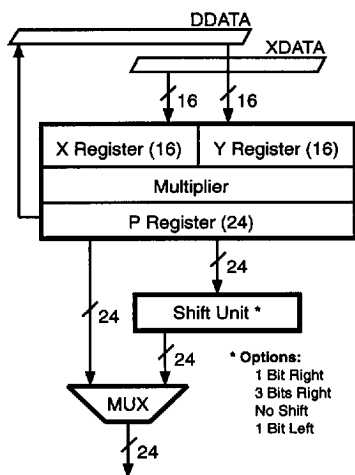 DDATA
XDATA
16
16
X Register (16)
Y Register (16)
Multiplier
P Register (24)
24
24
Shift Unit *
24
* Options:
1 Bit Right
3 Bits Right
No Shift
1 Bit Left
MUX
24